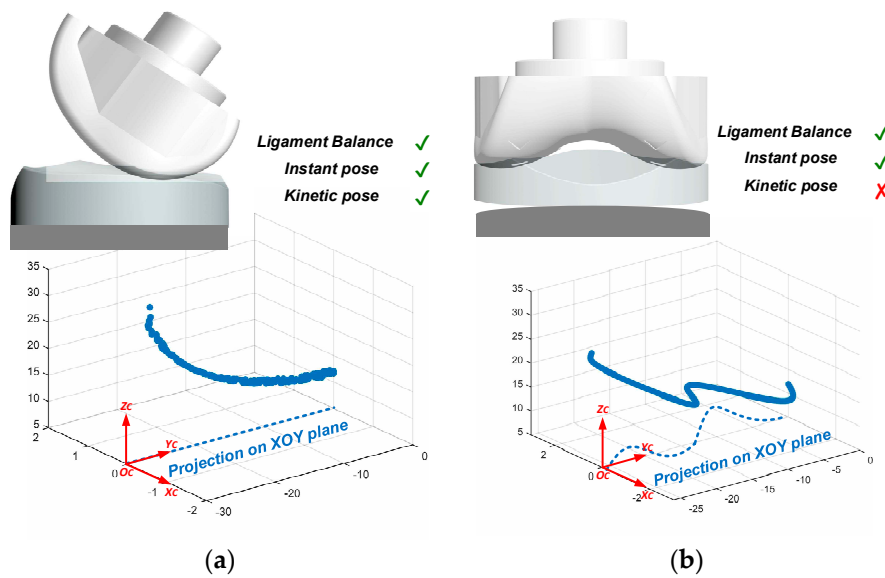 Ligament Balance ✓
Instant pose ✓
Kinetic pose ✓
35
30
25
20
15
10
5
2
1
0
-1
-2
-30
-20
-10
0
Zc
Yc
Oc
Xc
Projection on XOY plane
(a)
Ligament Balance ✓
Instant pose ✓
Kinetic pose ✗
35
30
25
20
15
10
5
2
0
-2
-25
-20
-15
-10
-5
0
Zc
Yc
Oc
Xc
Projection on XOY plane
(b)